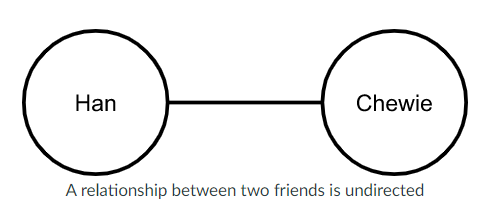 Han Chewie
A relationship between two friends is undirected